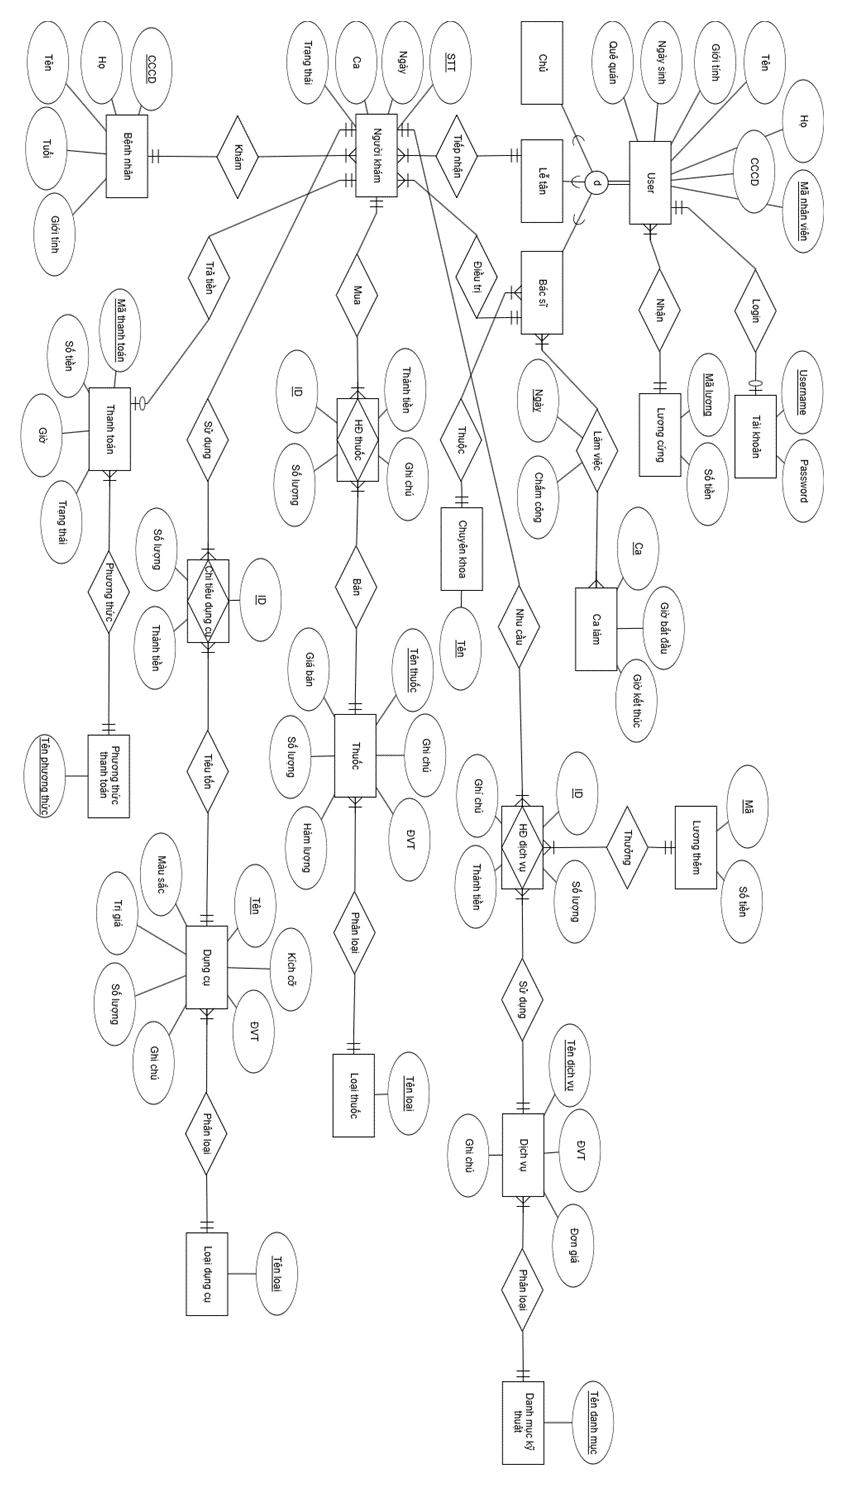 CCCD
Họ
Tên
Tuổi
Giới tính
Bệnh nhân
Khám
STT
Ngày
Ca
Trạng thái
Người khám
Tiếp nhận
Chủ
Lễ tân
d
Bác sĩ
User
Tên
Giới tính
Ngày sinh
Quê quán
Họ
CCCD
Mã nhân viên
Login
Nhận
Điều trị
Mua
Trả tiền
Mã thanh toán
Số tiền
Giờ
Trạng thái
Thanh toán
Phương thức
Phương thức
thanh toán
Tên phương thức
Sử dụng
ID
Số lượng
Thành tiền
Chi tiêu dụng cụ
Tiêu tốn
Tên
Màu sắc
Trị giá
Kích cỡ
Số lượng
ĐVT
Ghi chú
Dụng cụ
Phân loại
Loại dụng cụ
Tên loại
Thành tiền
ID
Ghi chú
Số lượng
HĐ thuốc
Bán
Tên thuốc
Giá bán
Ghi chú
Số lượng
ĐVT
Hàm lượng
Thuốc
Phân loại
Loại thuốc
Tên loại
Thuộc
Chuyên khoa
Tên
Ngày
Làm việc
Chấm công
Ca
Ca làm
Giờ bắt đầu
Giờ kết thúc
Mã lương
Lương cứng
Số tiền
Username
Tài khoản
Password
Nhu cầu
ID
Ghi chú
HĐ dịch vụ
Số lượng
Thành tiền
Thưởng
Mã
Lương thêm
Số tiền
Sử dụng
Tên dịch vụ
ĐVT
Ghi chú
Dịch vụ
Đơn giá
Phân loại
Danh mục kỹ
thuật
Tên danh mục